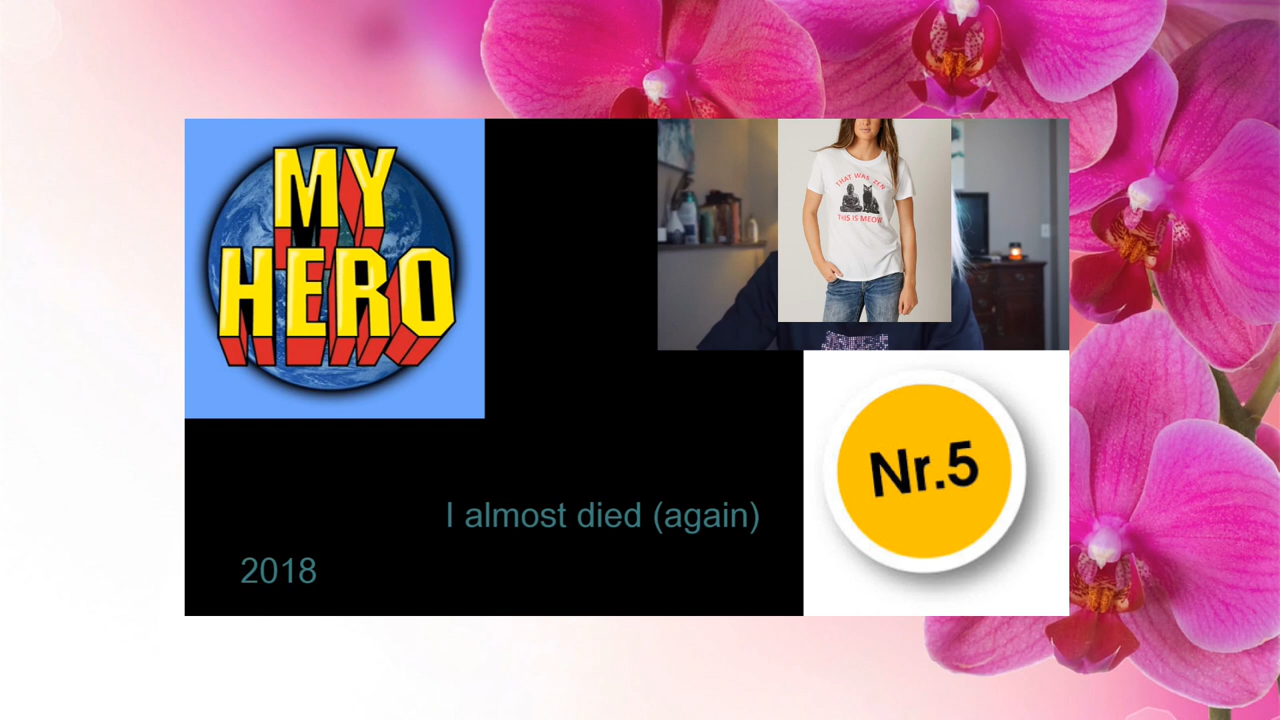 MY
HERO
THAT WAS ZEN
THIS IS MEOW
Nr.5
I almost died (again)
2018